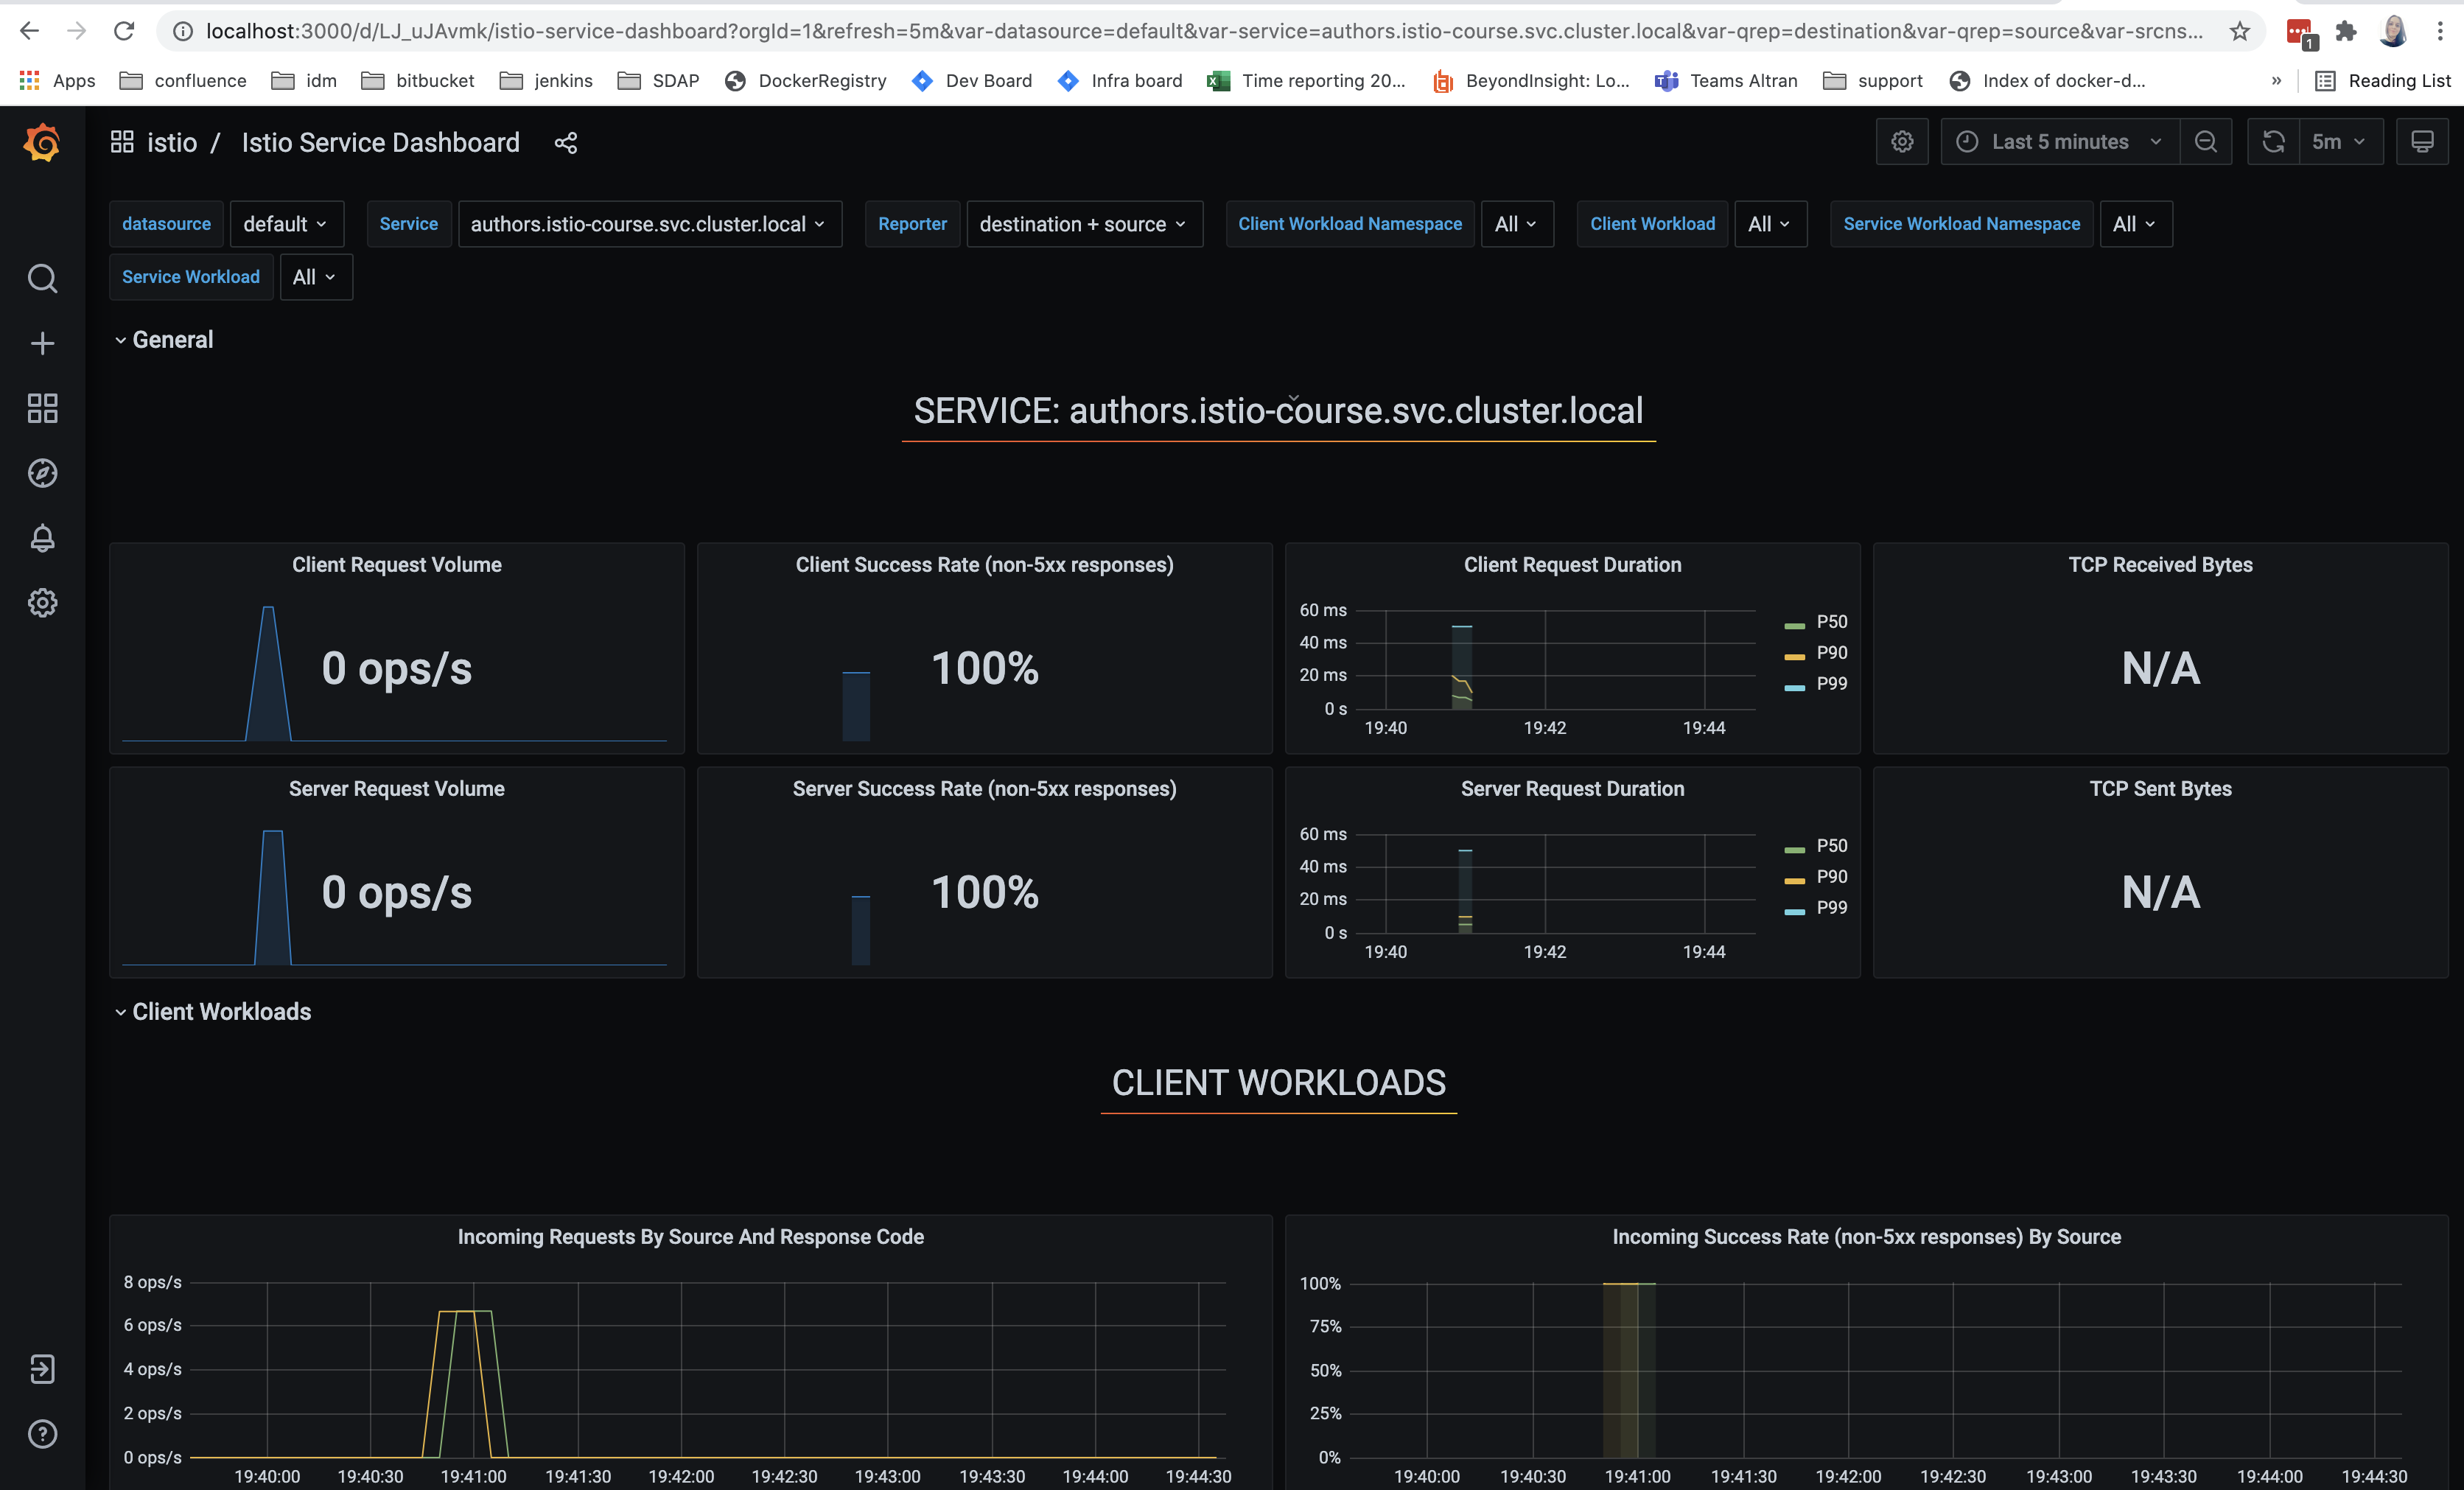 localhost:3000/d/LJ_uJAvmk/istio-service-dashboard?orgId=1&refresh=5m&var-datasource=default&var-service=authors.istio-course.svc.cluster.local&var-qrep=destination&var-qrep=source&var-srcns...
1
Apps confluence idm bitbucket jenkins SDAP DockerRegistry Dev Board Infra board Time reporting 20... BeyondInsight: Lo... Teams Altran support Index of docker-d... » Reading List
istio / Istio Service Dashboard Last 5 minutes 5m
datasource default Service authors.istio-course.svc.cluster.local Reporter destination + source Client Workload Namespace All Client Workload All Service Workload Namespace All
Service Workload All
General
SERVICE: authors.istio-course.svc.cluster.local
Client Request Volume
0 ops/s
Client Success Rate (non-5xx responses)
100%
Client Request Duration
60 ms
40 ms
20 ms
0 s
19:40 19:42 19:44
P50
P90
P99
TCP Received Bytes
N/A
Server Request Volume
0 ops/s
Server Success Rate (non-5xx responses)
100%
Server Request Duration
60 ms
40 ms
20 ms
0 s
19:40 19:42 19:44
P50
P90
P99
TCP Sent Bytes
N/A
Client Workloads
CLIENT WORKLOADS
Incoming Requests By Source And Response Code
8 ops/s
6 ops/s
4 ops/s
2 ops/s
0 ops/s
19:40:00 19:40:30 19:41:00 19:41:30 19:42:00 19:42:30 19:43:00 19:43:30 19:44:00 19:44:30
Incoming Success Rate (non-5xx responses) By Source
100%
75%
50%
25%
0%
19:40:00 19:40:30 19:41:00 19:41:30 19:42:00 19:42:30 19:43:00 19:43:30 19:44:00 19:44:30